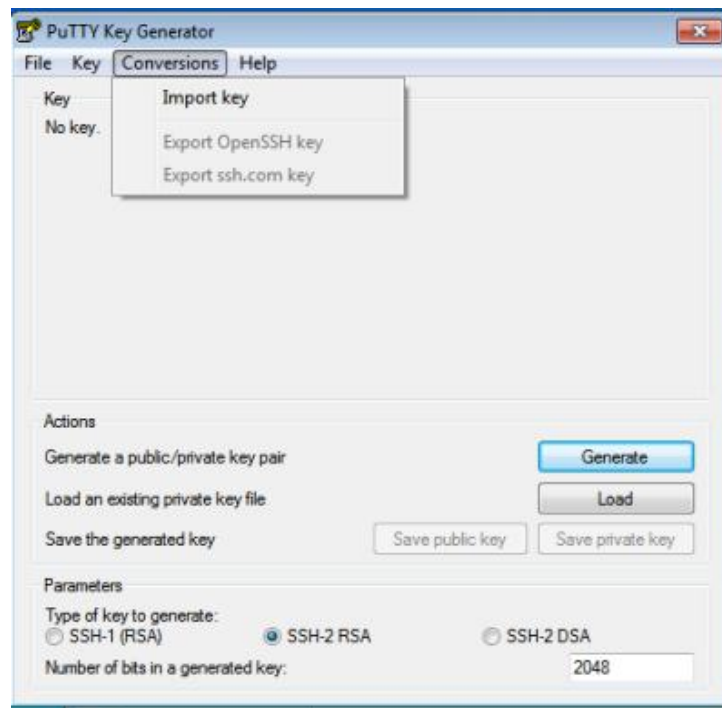 PuTTY Key Generator
File Key Conversions Help
Key
Import key
No key.
Export OpenSSH key
Export ssh.com key
Actions
Generate a public/private key pair
Generate
Load an existing private key file
Load
Save the generated key
Save public key
Save private key
Parameters
Type of key to generate:
SSH-1 (RSA) SSH-2 RSA SSH-2 DSA
Number of bits in a generated key: 2048